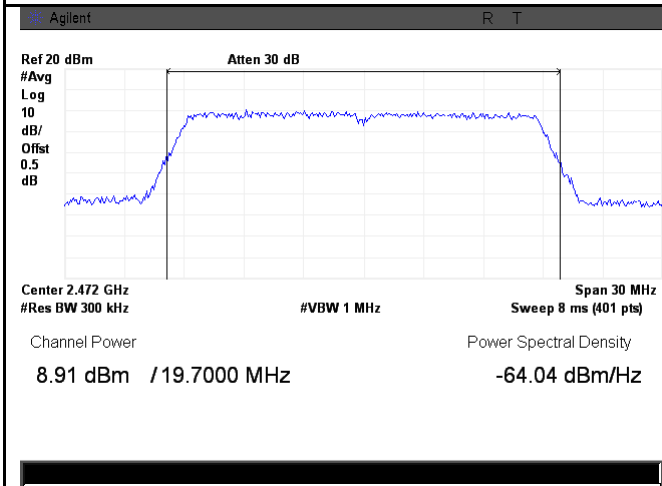 Agilent R T
Ref 20 dBm Atten 30 dB
#Avg
Log
10
dB/
Offst
0.5
dB
Center 2.472 GHz Span 30 MHz
#Res BW 300 kHz #VBW 1 MHz Sweep 8 ms (401 pts)
Channel Power Power Spectral Density
8.91 dBm / 19.7000 MHz -64.04 dBm/Hz